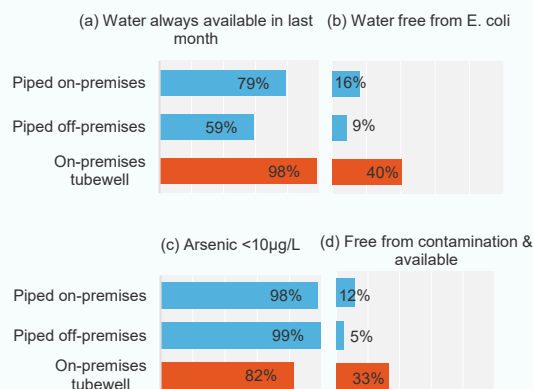 (a) Water always available in last
month
(b) Water free from E. coli
Piped on-premises
79%
16%
Piped off-premises
59%
9%
On-premises
tubewell
98%
40%
(c) Arsenic <10µg/L
(d) Free from contamination &
available
Piped on-premises
98%
12%
Piped off-premises
99%
5%
On-premises
tubewell
82%
33%